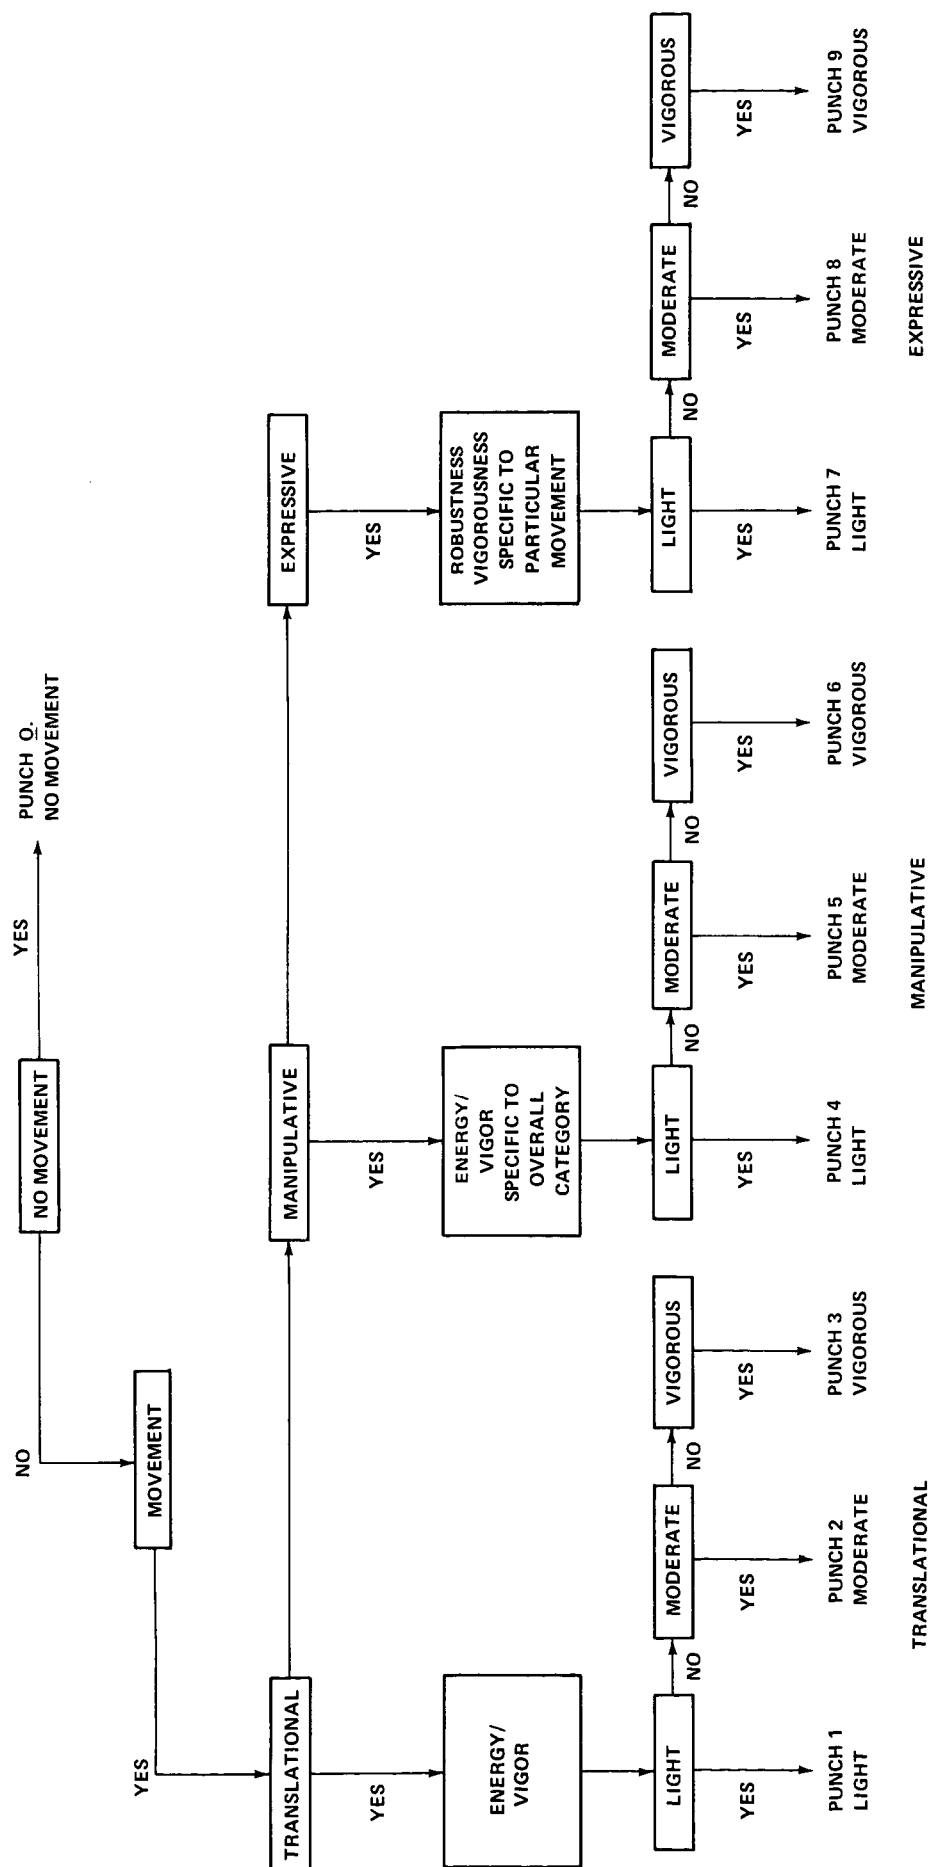 NO MOVEMENT
YES
PUNCH 0.
NO MOVEMENT
NO
MOVEMENT
YES
TRANSLATIONAL
MANIPULATIVE
EXPRESSIVE
YES
YES
YES
ENERGY/
VIGOR
ENERGY/
VIGOR
SPECIFIC TO
OVERALL
CATEGORY
ROBUSTNESS
VIGOROUSNESS
SPECIFIC TO
PARTICULAR
MOVEMENT
LIGHT
NO
MODERATE
NO
VIGOROUS
LIGHT
NO
MODERATE
NO
VIGOROUS
LIGHT
NO
MODERATE
NO
VIGOROUS
YES
YES
YES
YES
YES
YES
YES
YES
YES
PUNCH 1
LIGHT
PUNCH 2
MODERATE
PUNCH 3
VIGOROUS
PUNCH 4
LIGHT
PUNCH 5
MODERATE
PUNCH 6
VIGOROUS
PUNCH 7
LIGHT
PUNCH 8
MODERATE
PUNCH 9
VIGOROUS
TRANSLATIONAL
MANIPULATIVE
EXPRESSIVE